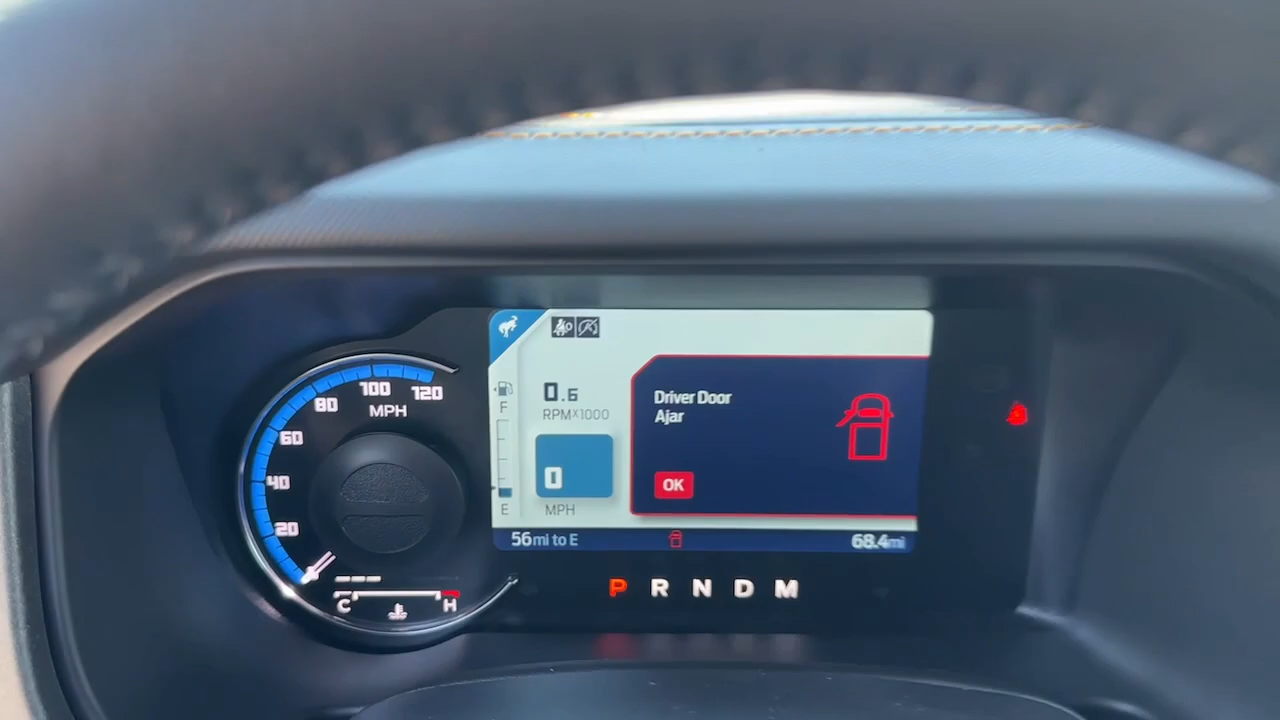 100
80
120
MPH
60
40
20
C
H
F
E
0.6
RPMX1000
0
MPH
Driver Door
Ajar
OK
56mi to E
68.4mi
P R N D M